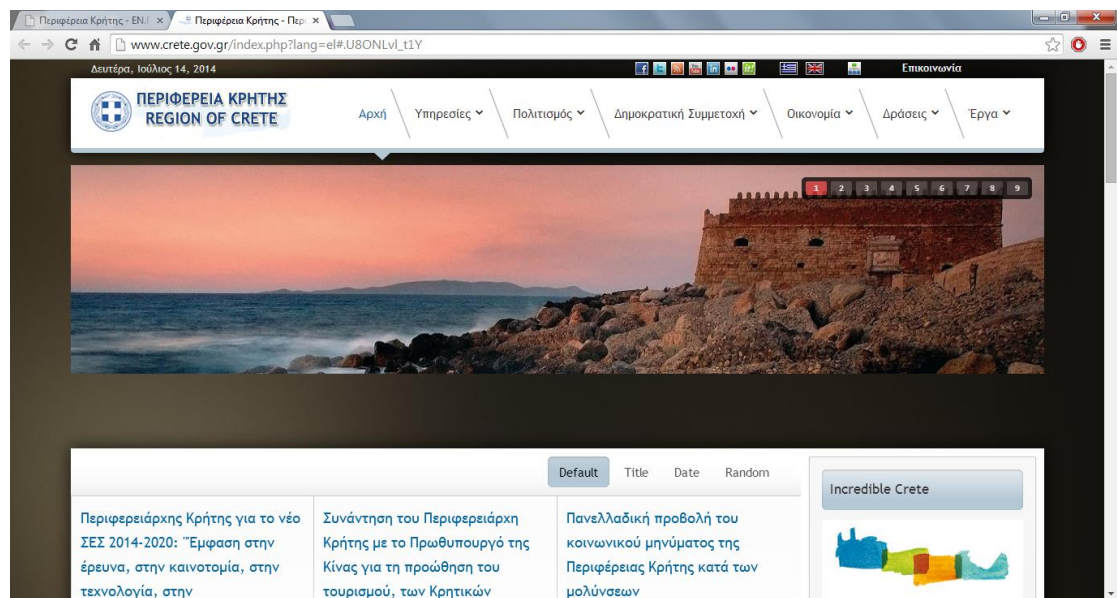 Περιφέρεια Κρήτης - EN.Γ
Περιφέρεια Κρήτης - Περι
www.crete.gov.gr/index.php?lang=el#.U8ONLvl_t1Y
Δευτέρα, Ιούλιος 14, 2014
Επικοινωνία
ΠΕΡΙΦΕΡΕΙΑ ΚΡΗΤΗΣ
REGION OF CRETE
Αρχή Υπηρεσίες Πολιτισμός Δημοκρατική Συμμετοχή Οικονομία Δράσεις Έργα
1 2 3 4 5 6 7 8 9
Default Title Date Random
Incredible Crete
Περιφερειάρχης Κρήτης για το νέο
ΣΕΣ 2014-2020: "Έμφαση στην
έρευνα, στην καινοτομία, στην
τεχνολογία, στην
Συνάντηση του Περιφερειάρχη
Κρήτης με το Πρωθυπουργό της
Κίνας για τη προώθηση του
τουρισμού, των Κρητικών
Πανελλαδική προβολή του
κοινωνικού μηνύματος της
Περιφέρειας Κρήτης κατά των
μολύνσεων